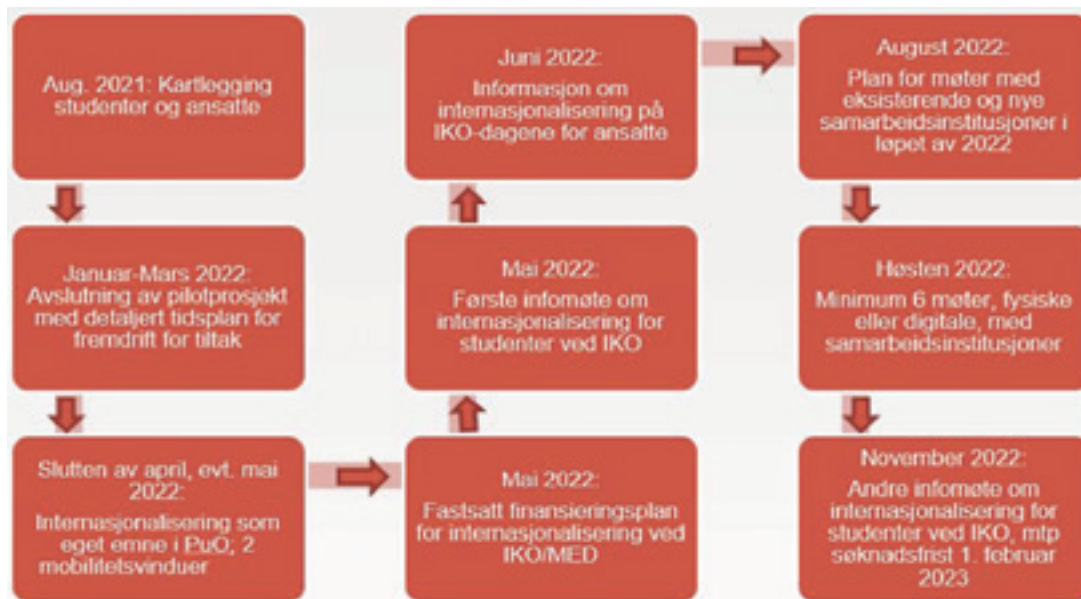 Aug. 2021: Kartlegging
studenter og ansatte
Januar-Mars 2022:
Avslutning av pilotprosjekt
med detaljert tidsplan for
fremdrift for tiltak
Slutten av april, evt. mai
2022:
Internasjonalisering som
eget emne i PuO; 2
mobilitetsvinduer
Mai 2022:
Fastsatt finansieringsplan
for internasjonalisering ved
IKO/MED
Mai 2022:
Første infomøte om
internasjonalisering for
studenter ved IKO
Juni 2022:
Informasjon om
internasjonalisering på
IKO-dagene for ansatte
August 2022:
Plan for møter med
eksisterende og nye
samarbeidsinstitusjoner i
løpet av 2022
Høsten 2022:
Minimum 6 møter, fysiske
eller digitale, med
samarbeidsinstitusjoner
November 2022:
Andre infomøte om
internasjonalisering for
studenter ved IKO, mtp
søknadsfrist 1. februar
2023